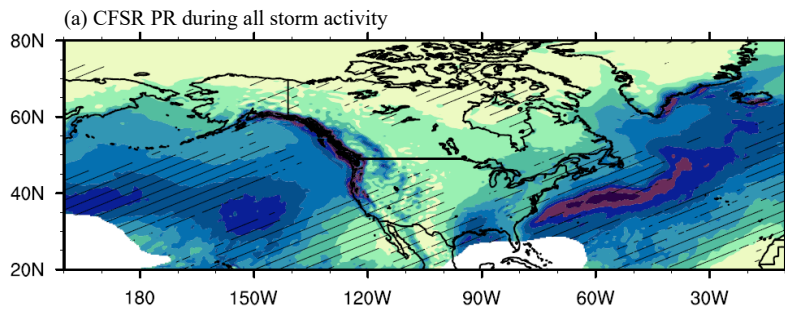 (a) CFSR PR during all storm activity
80N
60N
40N
20N
180 150W 120W 90W 60W 30W